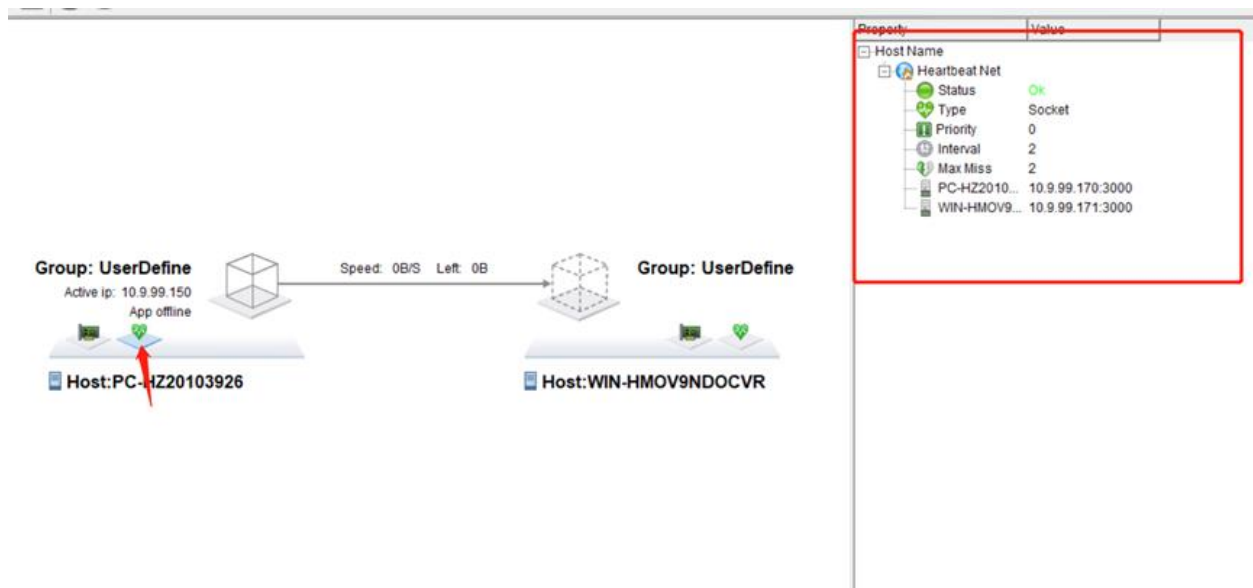 Group: UserDefine
Active ip: 10.9.99.150
App offline
Speed: 0B/S Left: 0B
Group: UserDefine
Host:PC-HZ20103926
Host:WIN-HMOV9NDOCVR
Property Value
Host Name
Heartbeat Net
Status Ok
Type Socket
Priority 0
Interval 2
Max Miss 2
PC-HZ2010... 10.9.99.170:3000
WIN-HMOV9... 10.9.99.171:3000